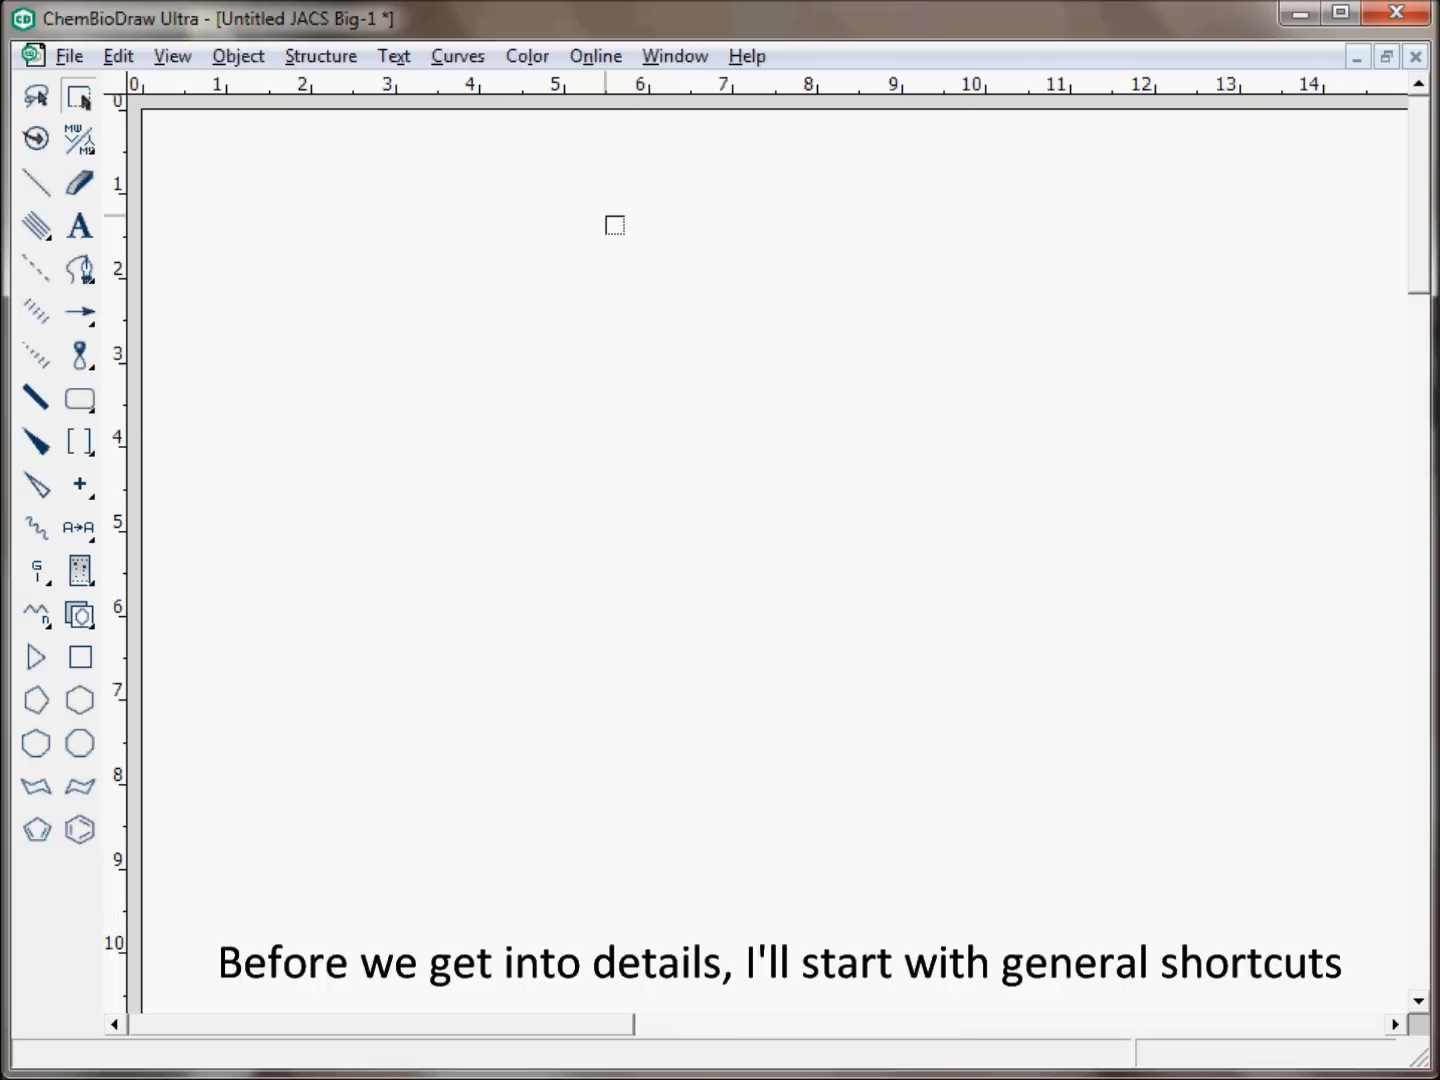 ChemBioDraw Ultra - [Untitled JACS Big-1 *]
File Edit View Object Structure Text Curves Color Online Window Help
0 1 2 3 4 5 6 7 8 9 10 11 12 13 14
0
MW
1
A
2
3
4
[ ]
+
5
A→A
G
I
6
n
7
8
9
10
Before we get into details, I'll start with general shortcuts